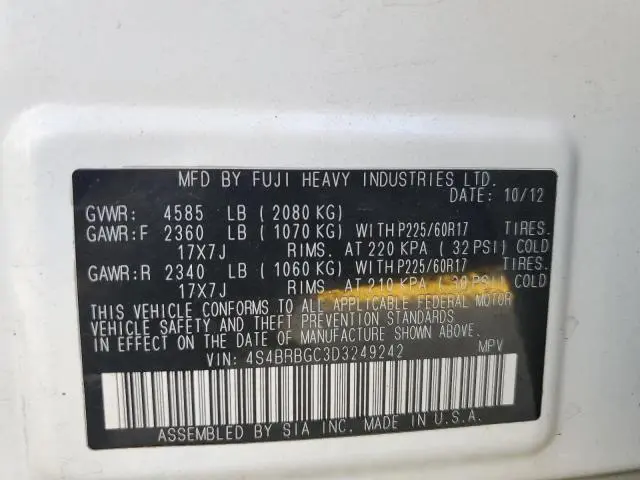 MFD BY FUJI HEAVY INDUSTRIES LTD.
DATE: 10/12
GVWR: 4585 LB (2080 KG)
GAWR:F 2360 LB (1070 KG) WITH P225/60R17 TIRES.
17X7J RIMS. AT 220 KPA (32 PSI) COLD
GAWR:R 2340 LB (1060 KG) WITH P225/60R17 TIRES.
17X7J RIMS. AT 210 KPA (30 PSI) COLD
THIS VEHICLE CONFORMS TO ALL APPLICABLE FEDERAL MOTOR
VEHICLE SAFETY AND THEFT PREVENTION STANDARDS
IN EFFECT ON THE DATE OF MANUFACTURE SHOWN ABOVE.
VIN: 4S4BRBGC3D3249242 MPV
ASSEMBLED BY SIA INC. MADE IN U.S.A.